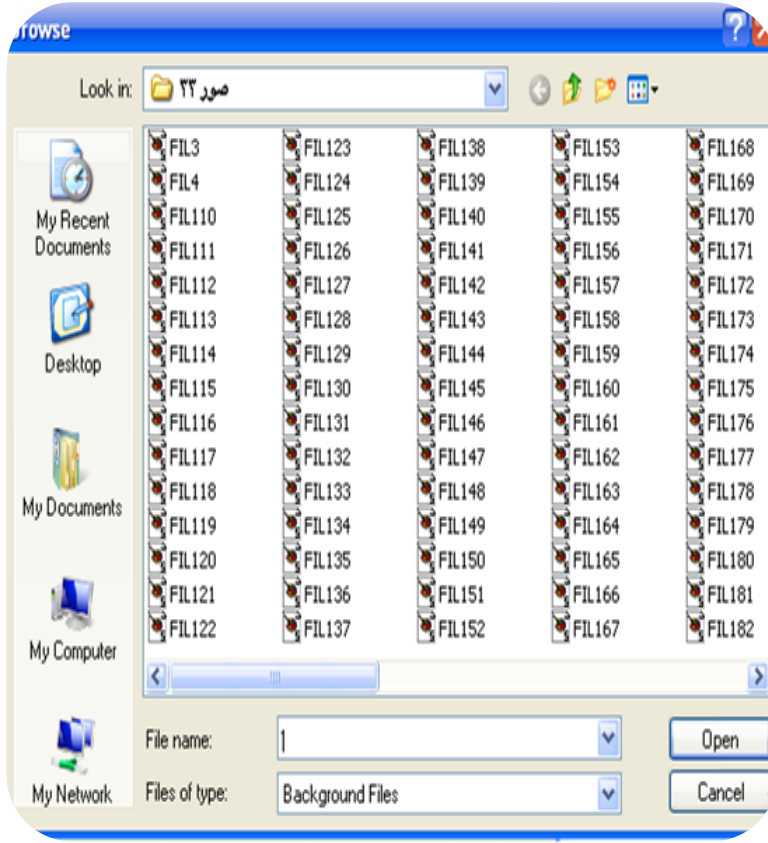 Browse
Look in: صور ٣٣
My Recent Documents
Desktop
My Documents
My Computer
My Network
FIL3 FIL123 FIL138 FIL153 FIL168
FIL4 FIL124 FIL139 FIL154 FIL169
FIL110 FIL125 FIL140 FIL155 FIL170
FIL111 FIL126 FIL141 FIL156 FIL171
FIL112 FIL127 FIL142 FIL157 FIL172
FIL113 FIL128 FIL143 FIL158 FIL173
FIL114 FIL129 FIL144 FIL159 FIL174
FIL115 FIL130 FIL145 FIL160 FIL175
FIL116 FIL131 FIL146 FIL161 FIL176
FIL117 FIL132 FIL147 FIL162 FIL177
FIL118 FIL133 FIL148 FIL163 FIL178
FIL119 FIL134 FIL149 FIL164 FIL179
FIL120 FIL135 FIL150 FIL165 FIL180
FIL121 FIL136 FIL151 FIL166 FIL181
FIL122 FIL137 FIL152 FIL167 FIL182
File name: 1 Open
Files of type: Background Files Cancel